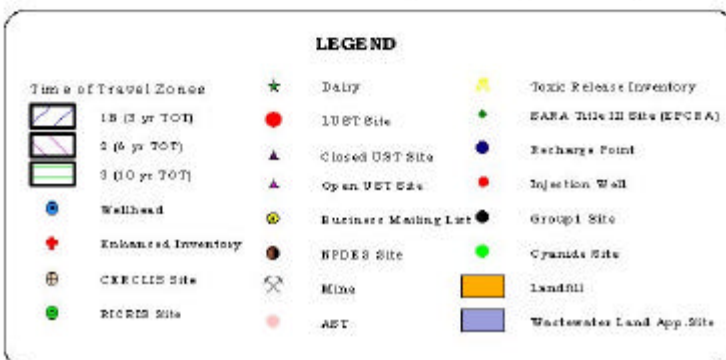 LEGEND
Time of Travel Zones
1B (3 yr TOT)
2 (6 yr TOT)
3 (10 yr TOT)
Wellhead
Enhanced Inventory
CERCLIS Site
RICRIS Site
Dairy
LUST Site
Closed UST Site
Open UST Site
Business Mailing List
NPDES Site
Mine
AST
Toxic Release Inventory
SARA Title III Site (EPCRA)
Recharge Point
Injection Well
Group1 Site
Cyanide Site
Landfill
Wastewater Land App.Site